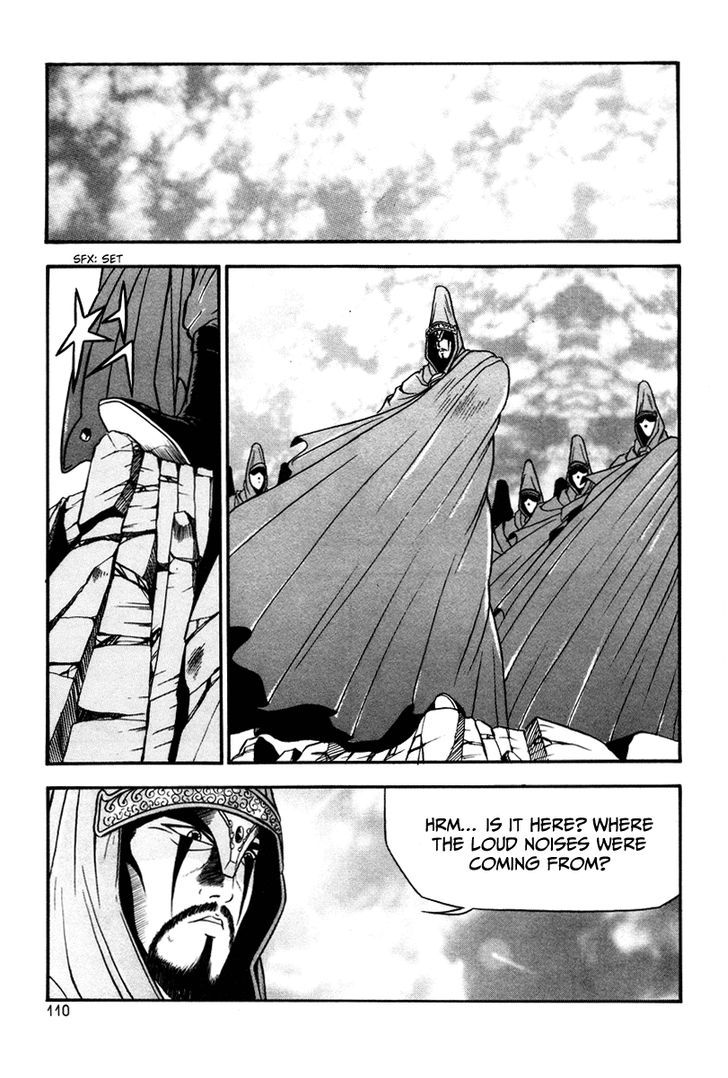 SFX: SET
HRM... IS IT HERE? WHERE
THE LOUD NOISES WERE
COMING FROM?
110